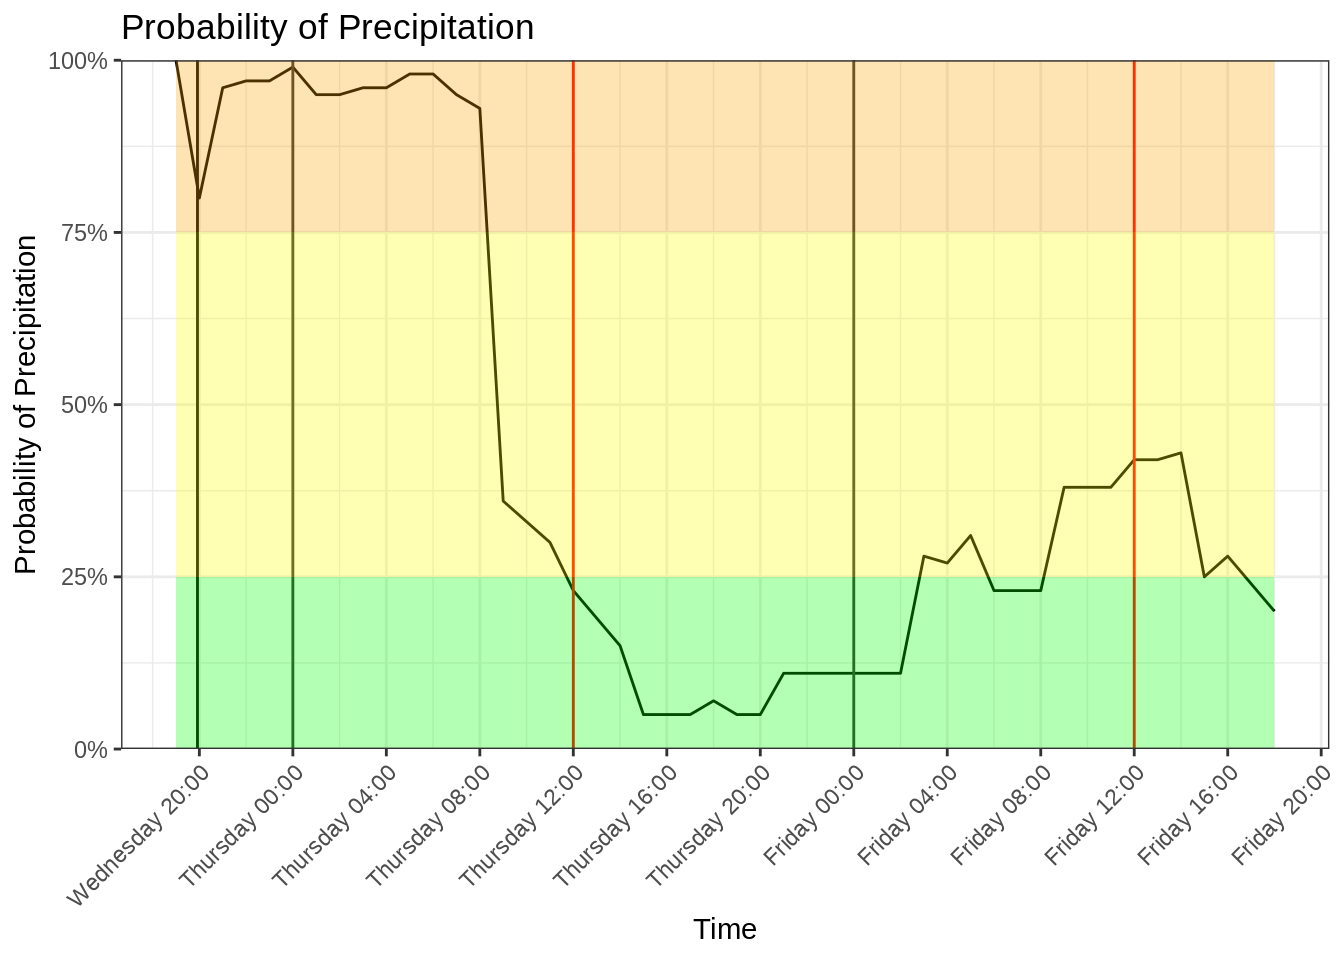 Probability of Precipitation
Probability of Precipitation
100%
75%
50%
25%
0%
Wednesday 20:00
Thursday 00:00
Thursday 04:00
Thursday 08:00
Thursday 12:00
Thursday 16:00
Thursday 20:00
Friday 00:00
Friday 04:00
Friday 08:00
Friday 12:00
Friday 16:00
Friday 20:00
Time